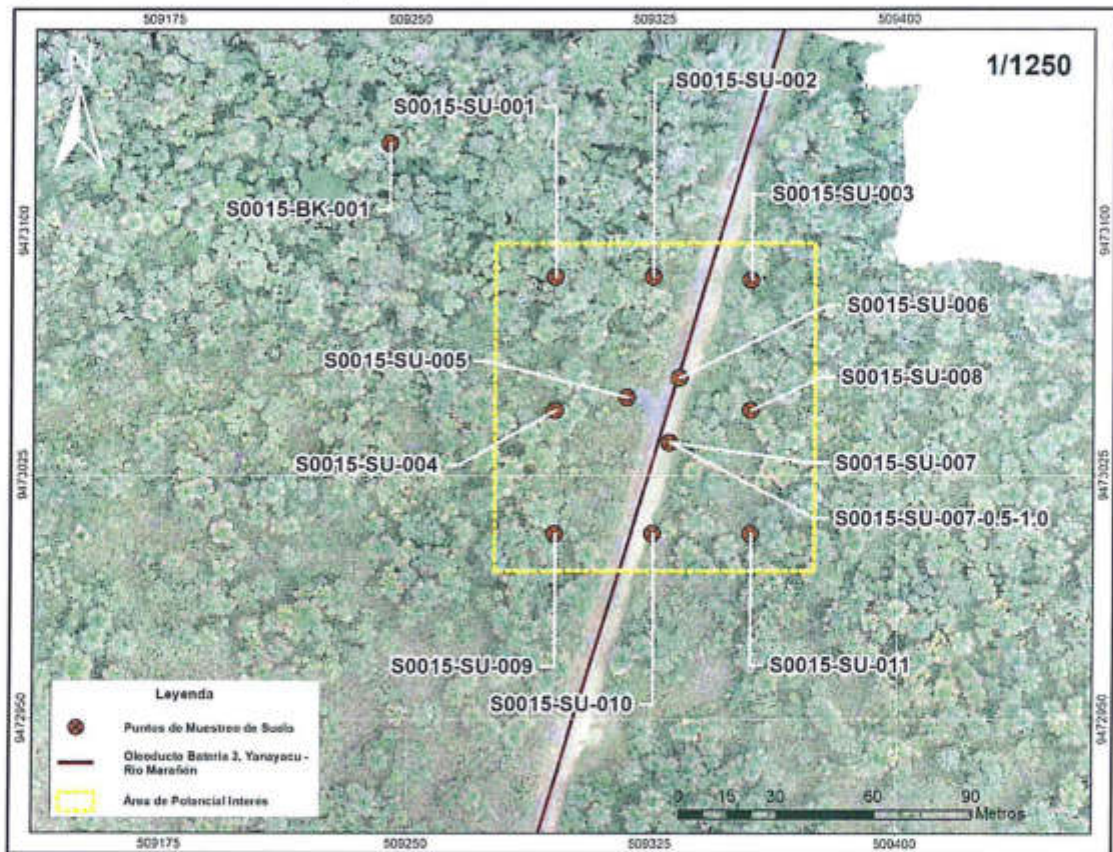 509175 509250 509325 509400
N
1/1250
S0015-SU-002
S0015-SU-001
S0015-SU-003
S0015-BK-001
9473100 9473100
S0015-SU-006
S0015-SU-005
S0015-SU-008
S0015-SU-004
S0015-SU-007
9473025 9473025
S0015-SU-007-0.5-1.0
S0015-SU-009
S0015-SU-011
S0015-SU-010
9472950 9472950
Leyenda
Puntos de Muestreo de Suelo
Oleoducto Batería 3, Yanayacu -
Río Marañón
Área de Potencial Interés
0 15 30 60 90
Metros
509175 509250 509325 509400